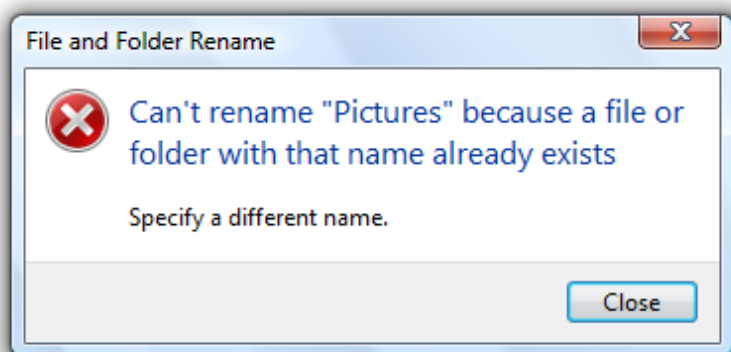 File and Folder Rename
Can't rename "Pictures" because a file or
folder with that name already exists
Specify a different name.
Close